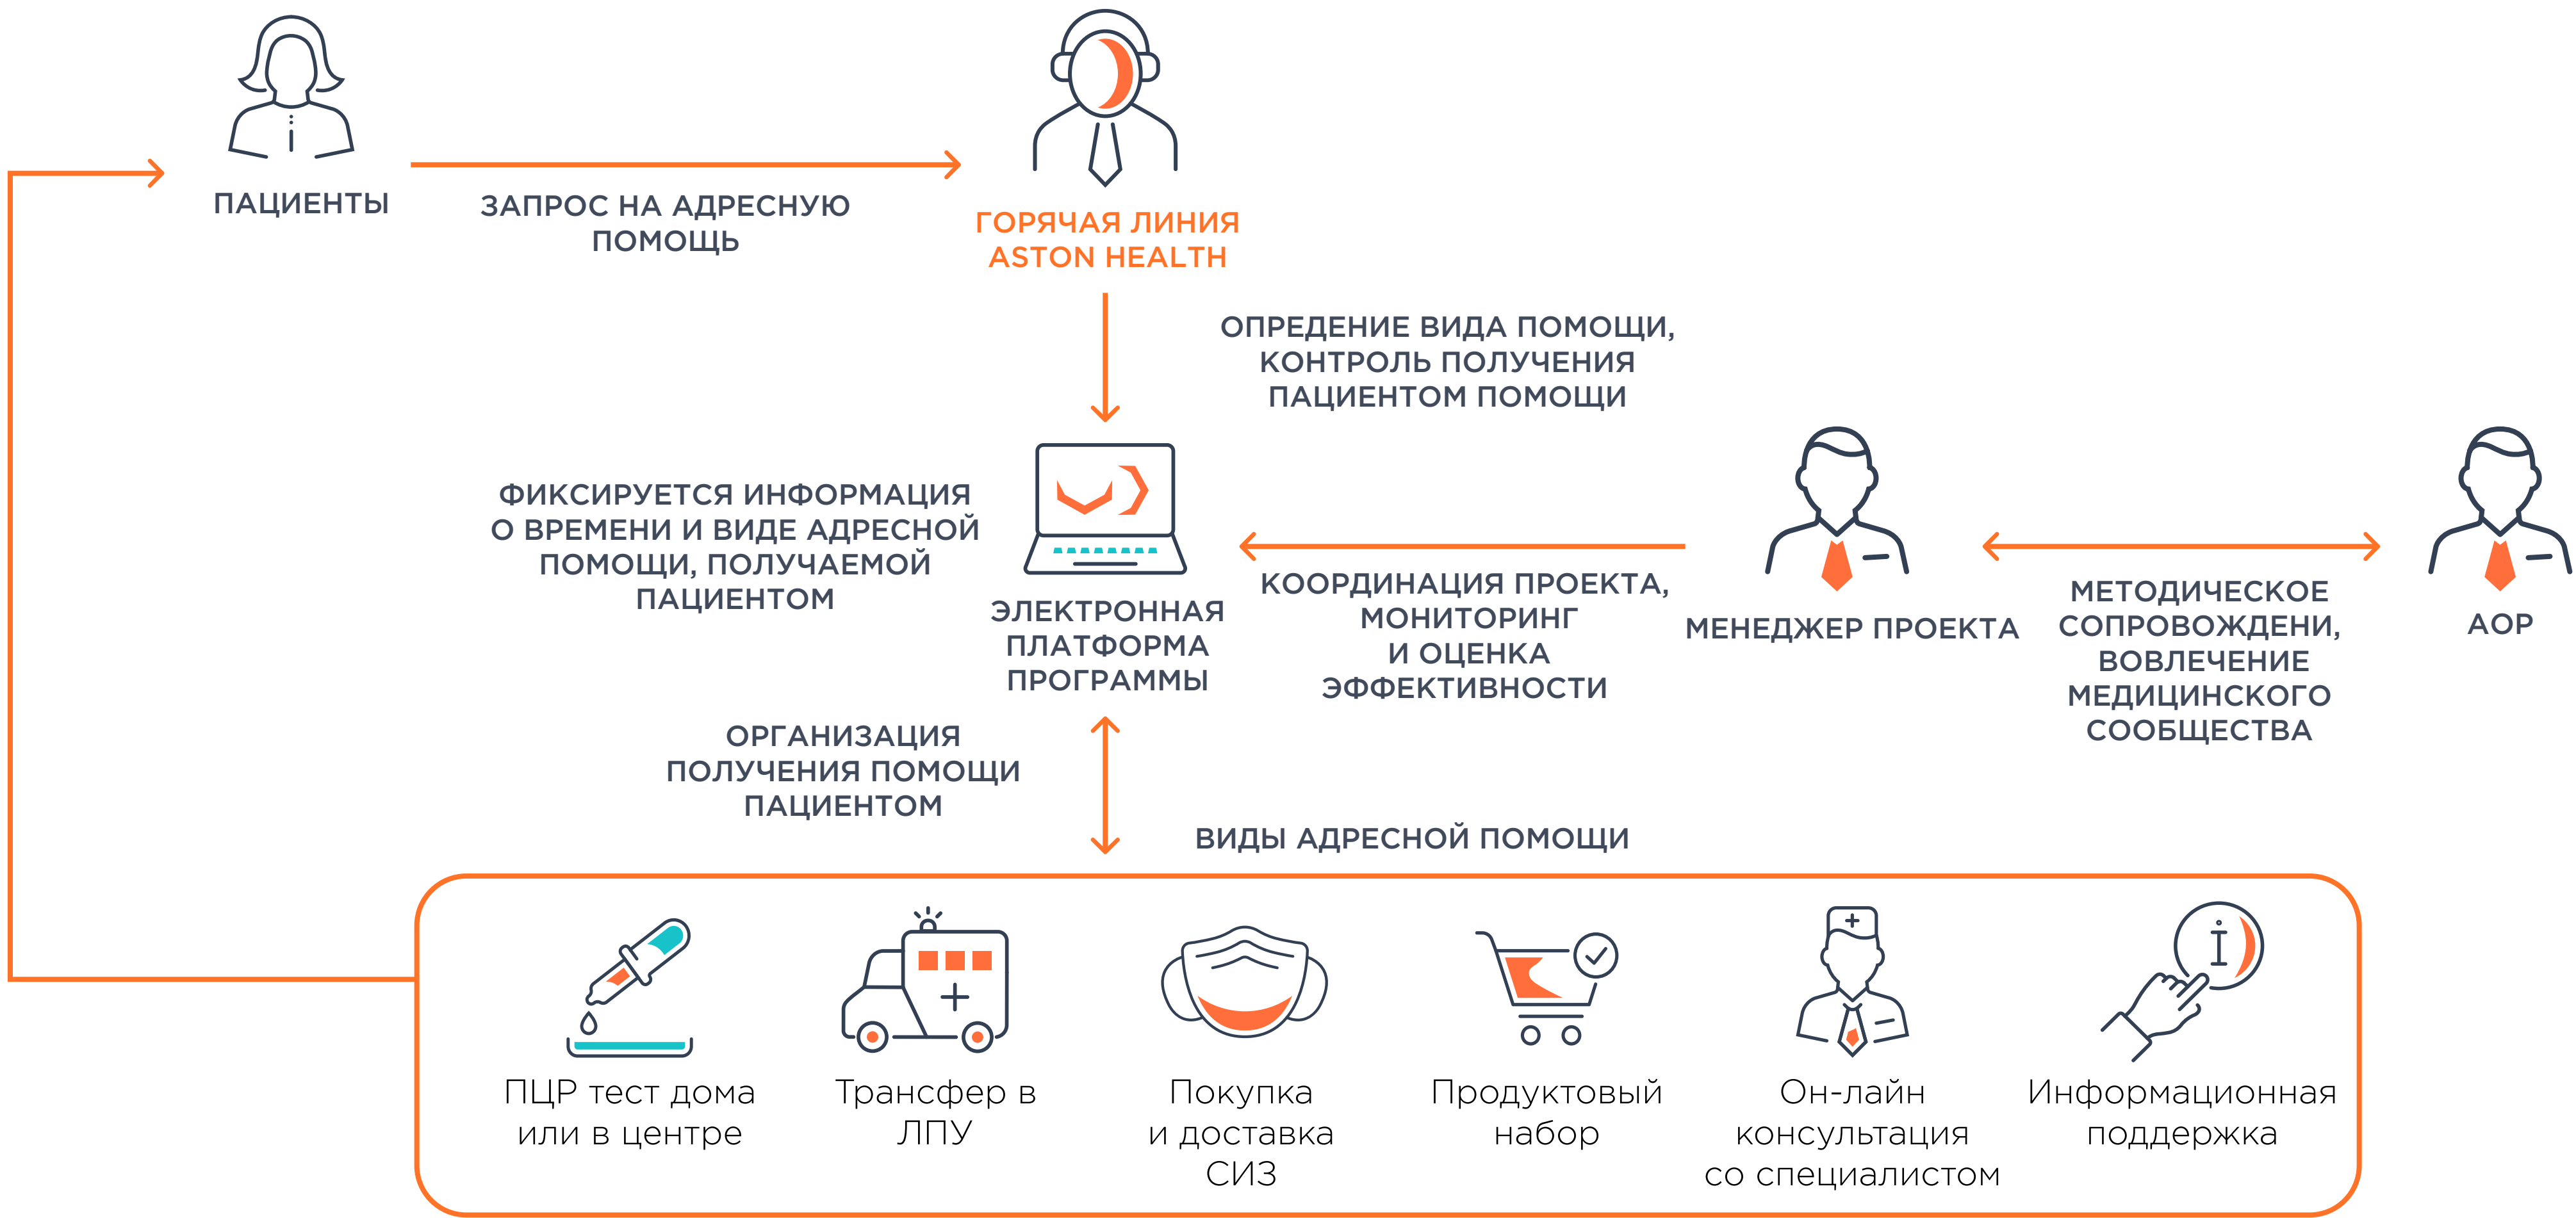 ПАЦИЕНТЫ
ЗАПРОС НА АДРЕСНУЮ
ПОМОЩЬ
ГОРЯЧАЯ ЛИНИЯ
ASTON HEALTH
ОПРЕДЕНИЕ ВИДА ПОМОЩИ,
КОНТРОЛЬ ПОЛУЧЕНИЯ
ПАЦИЕНТОМ ПОМОЩИ
ФИКСИРУЕТСЯ ИНФОРМАЦИЯ
О ВРЕМЕНИ И ВИДЕ АДРЕСНОЙ
ПОМОЩИ, ПОЛУЧАЕМОЙ
ПАЦИЕНТОМ
ЭЛЕКТРОННАЯ
ПЛАТФОРМА
ПРОГРАММЫ
КООРДИНАЦИЯ ПРОЕКТА,
МОНИТОРИНГ
И ОЦЕНКА
ЭФФЕКТИВНОСТИ
МЕНЕДЖЕР ПРОЕКТА
МЕТОДИЧЕСКОЕ
СОПРОВОЖДЕНИ,
ВОВЛЕЧЕНИЕ
МЕДИЦИНСКОГО
СООБЩЕСТВА
АОР
ОРГАНИЗАЦИЯ
ПОЛУЧЕНИЯ ПОМОЩИ
ПАЦИЕНТОМ
ВИДЫ АДРЕСНОЙ ПОМОЩИ
ПЦР тест дома
или в центре
Трансфер в
ЛПУ
Покупка
и доставка
СИЗ
Продуктовый
набор
Он-лайн
консультация
со специалистом
Информационная
поддержка